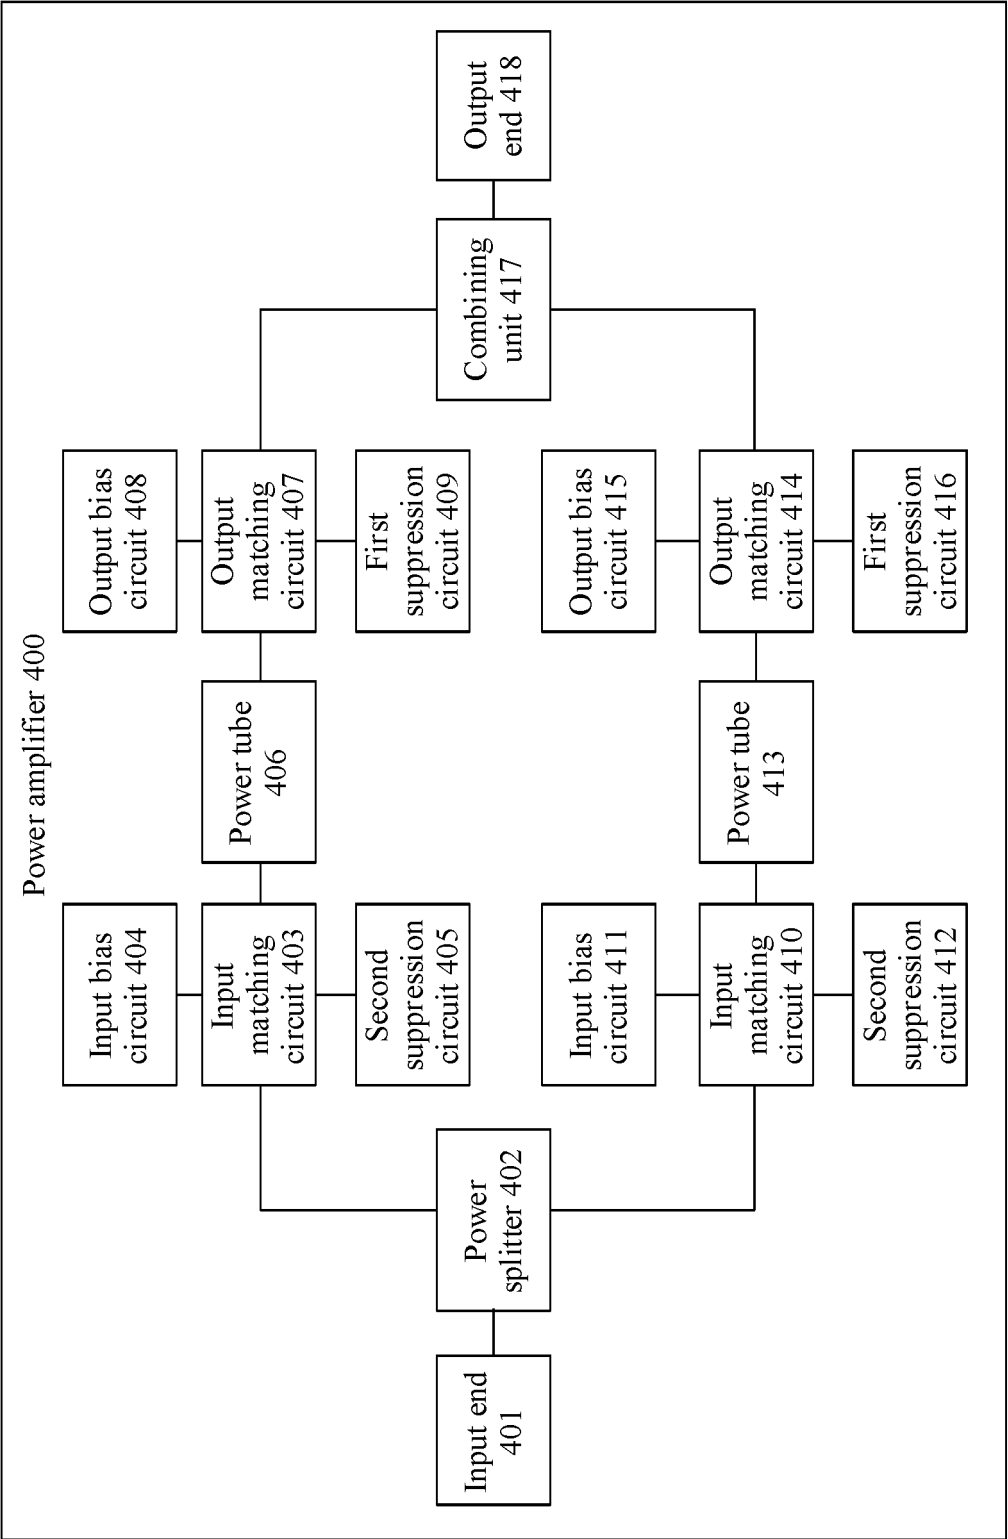 Power amplifier 400
Input end
401
Power
splitter 402
Input bias
circuit 404
Input
matching
circuit 403
Second
suppression
circuit 405
Power tube
406
Output bias
circuit 408
Output
matching
circuit 407
First
suppression
circuit 409
Input bias
circuit 411
Input
matching
circuit 410
Second
suppression
circuit 412
Power tube
413
Output bias
circuit 415
Output
matching
circuit 414
First
suppression
circuit 416
Combining
unit 417
Output
end 418